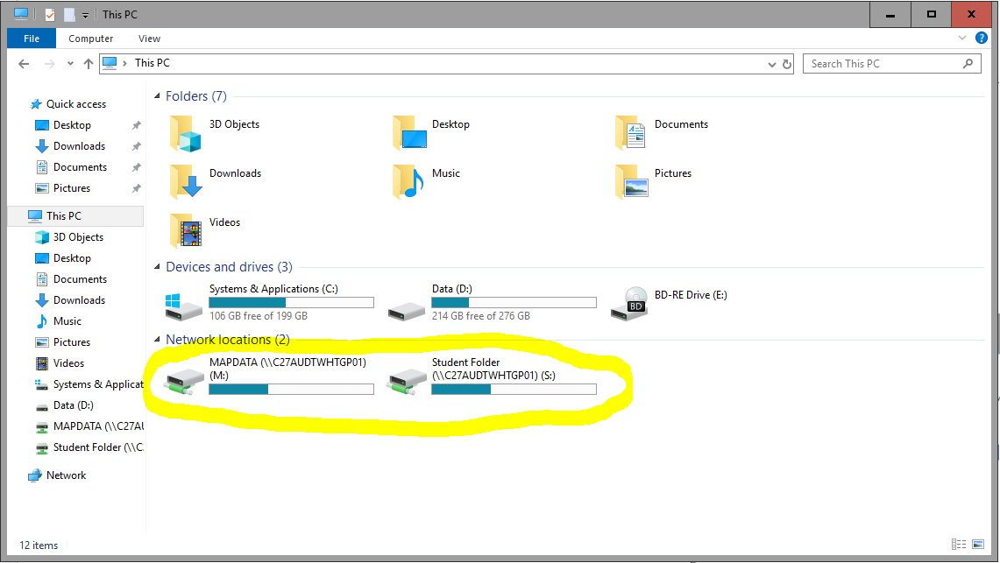 This PC
File Computer View
This PC
Search This PC
Quick access
Desktop
Downloads
Documents
Pictures
This PC
3D Objects
Desktop
Documents
Downloads
Music
Pictures
Videos
Systems & Applicat
Data (D:)
MAPDATA (\\C27AU
Student Folder (\\C
Network
Folders (7)
3D Objects
Desktop
Documents
Downloads
Music
Pictures
Videos
Devices and drives (3)
Systems & Applications (C:)
106 GB free of 199 GB
Data (D:)
214 GB free of 276 GB
BD
BD-RE Drive (E:)
Network locations (2)
MAPDATA (\\C27AUDTWHTGP01)
(M:)
Student Folder
(\\C27AUDTWHTGP01) (S:)
12 items